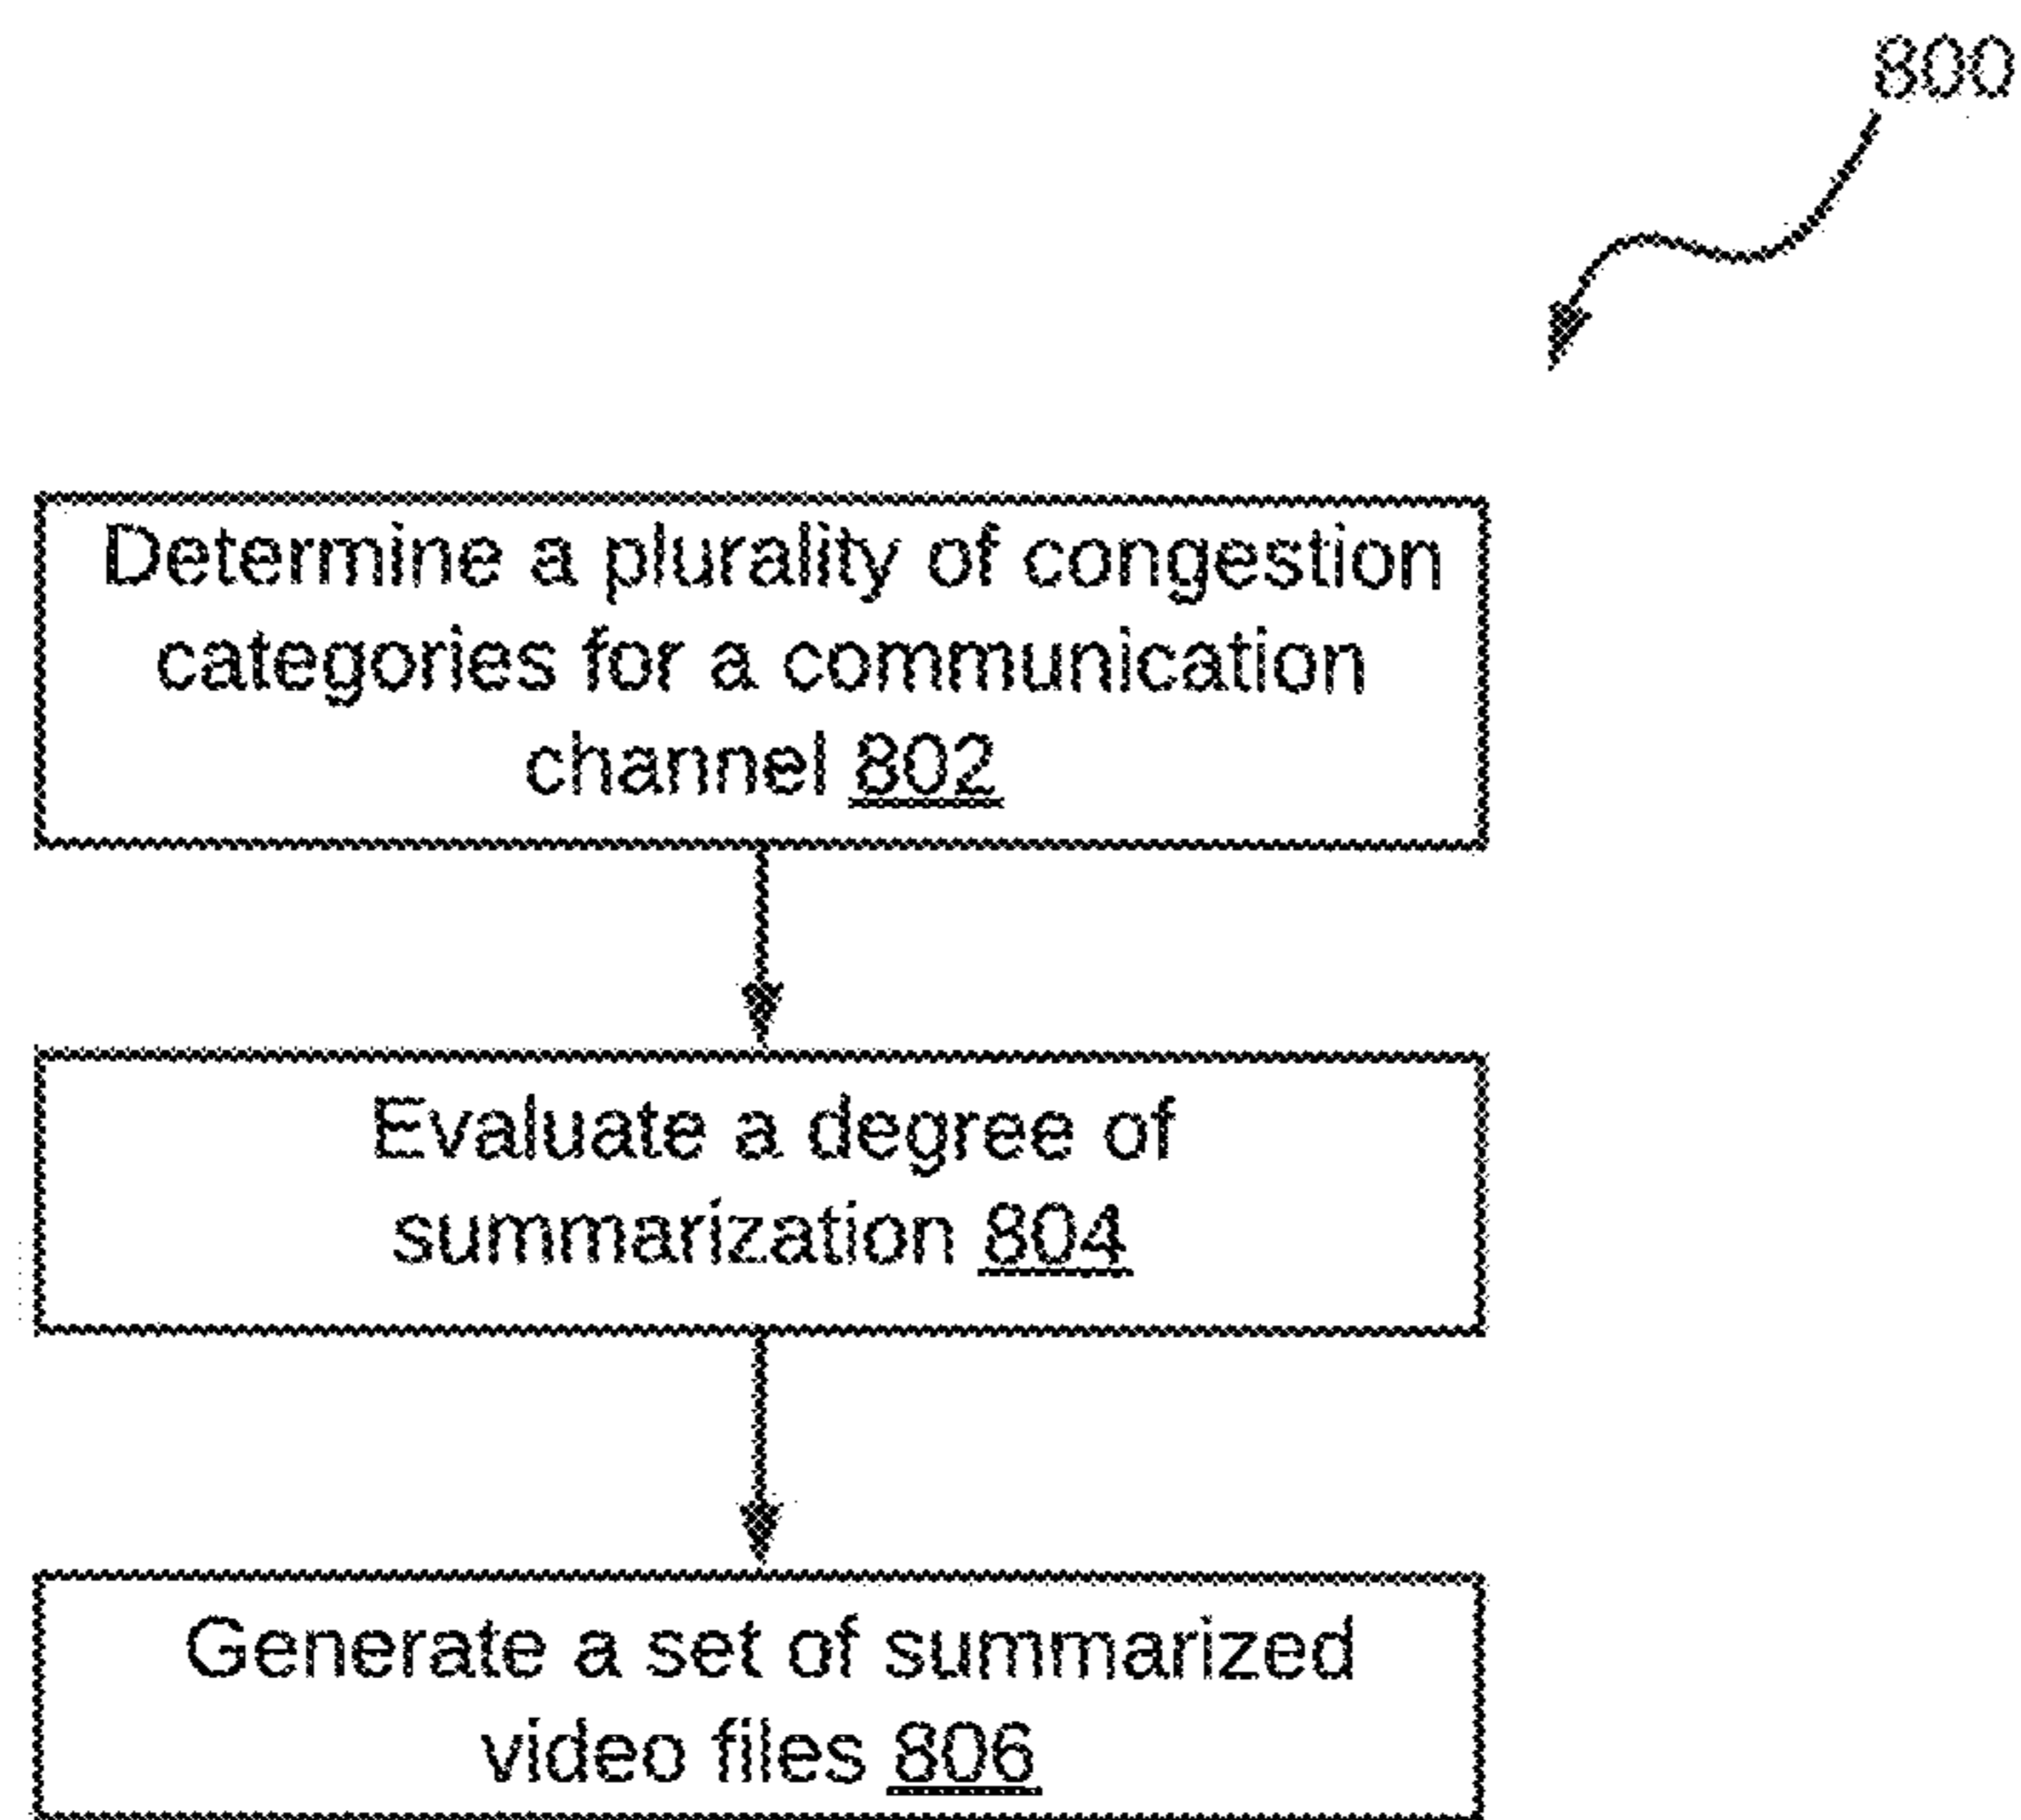 800
Determine a plurality of congestion
categories for a communication
channel 802
Evaluate a degree of
summarization 804
Generate a set of summarized
video files 806